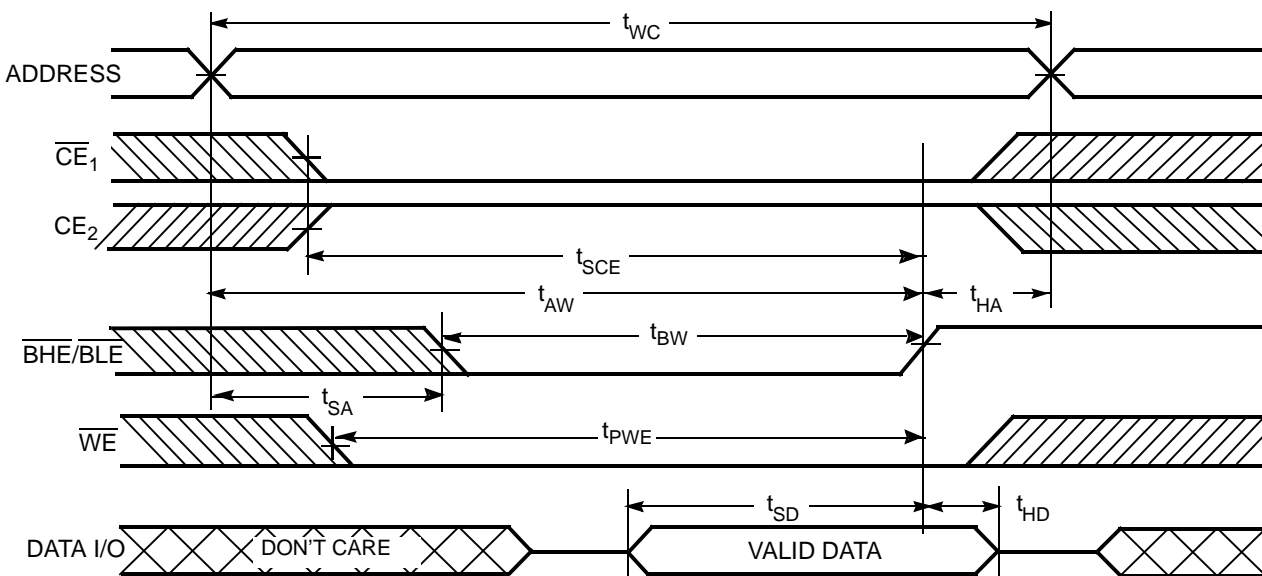 tWC
ADDRESS
CE1
CE2
tSCE
tAW
tHA
BHE/BLE
tBW
tSA
WE
tPWE
tSD
tHD
DATA I/O
DON'T CARE
VALID DATA